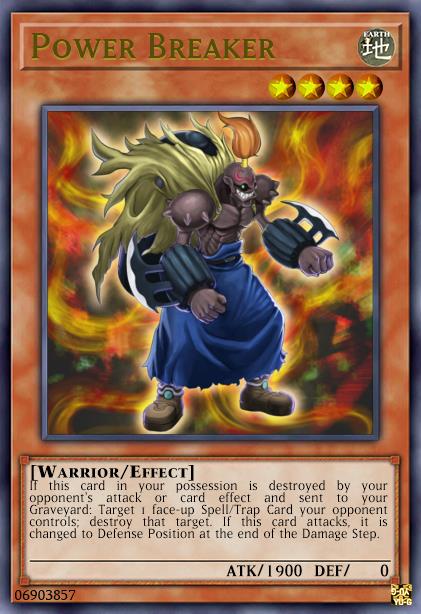 Power Breaker
EARTH
地
[Warrior/Effect]
If this card in your possession is destroyed by your
opponent's attack or card effect and sent to your
Graveyard: Target 1 face-up Spell/Trap Card your opponent
controls; destroy that target. If this card attacks, it is
changed to Defense Position at the end of the Damage Step.
ATK/1900 DEF/ 0
06903857